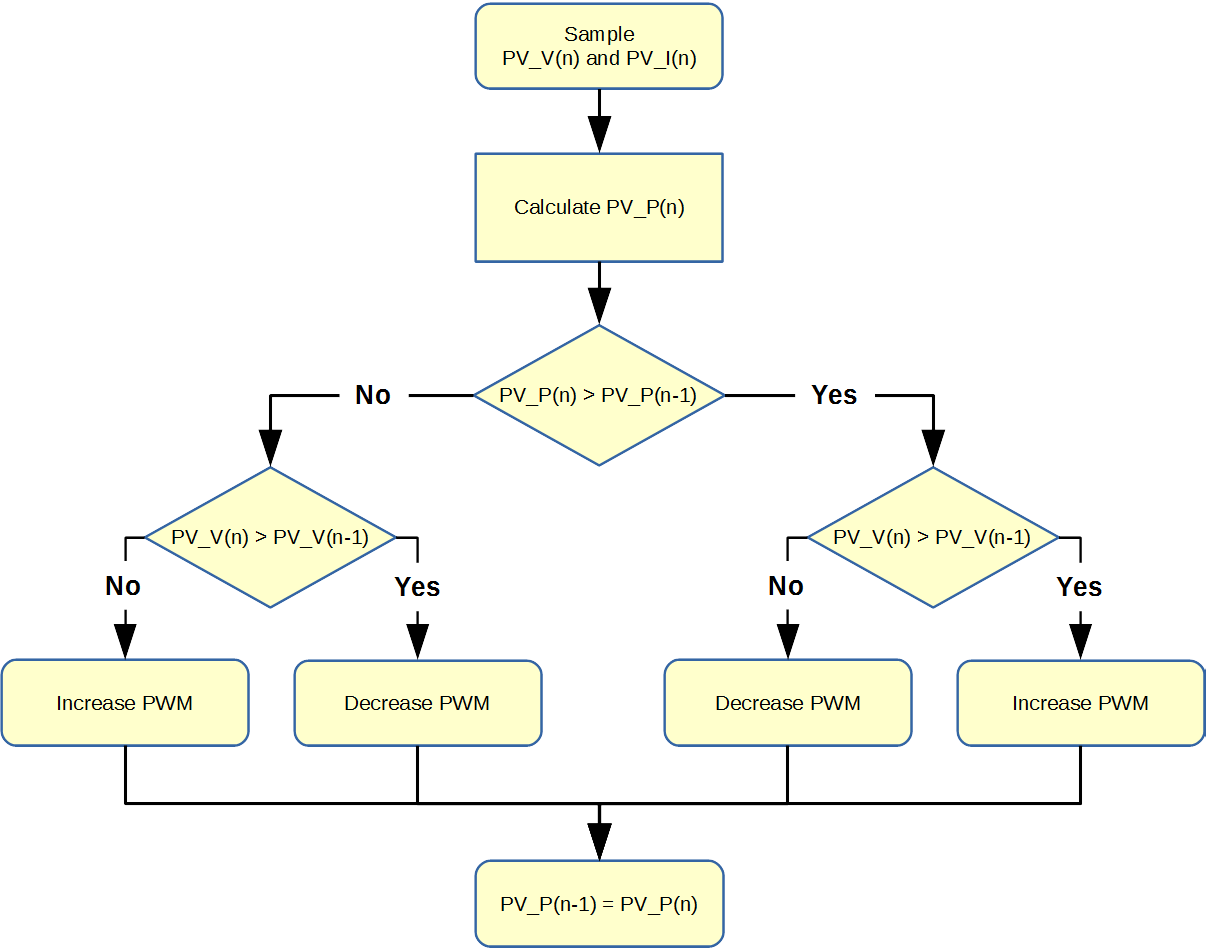 Sample
PV_V(n) and PV_I(n)
Calculate PV_P(n)
PV_P(n) > PV_P(n-1)
No
Yes
PV_V(n) > PV_V(n-1)
PV_V(n) > PV_V(n-1)
No
Yes
No
Yes
Increase PWM
Decrease PWM
Decrease PWM
Increase PWM
PV_P(n-1) = PV_P(n)